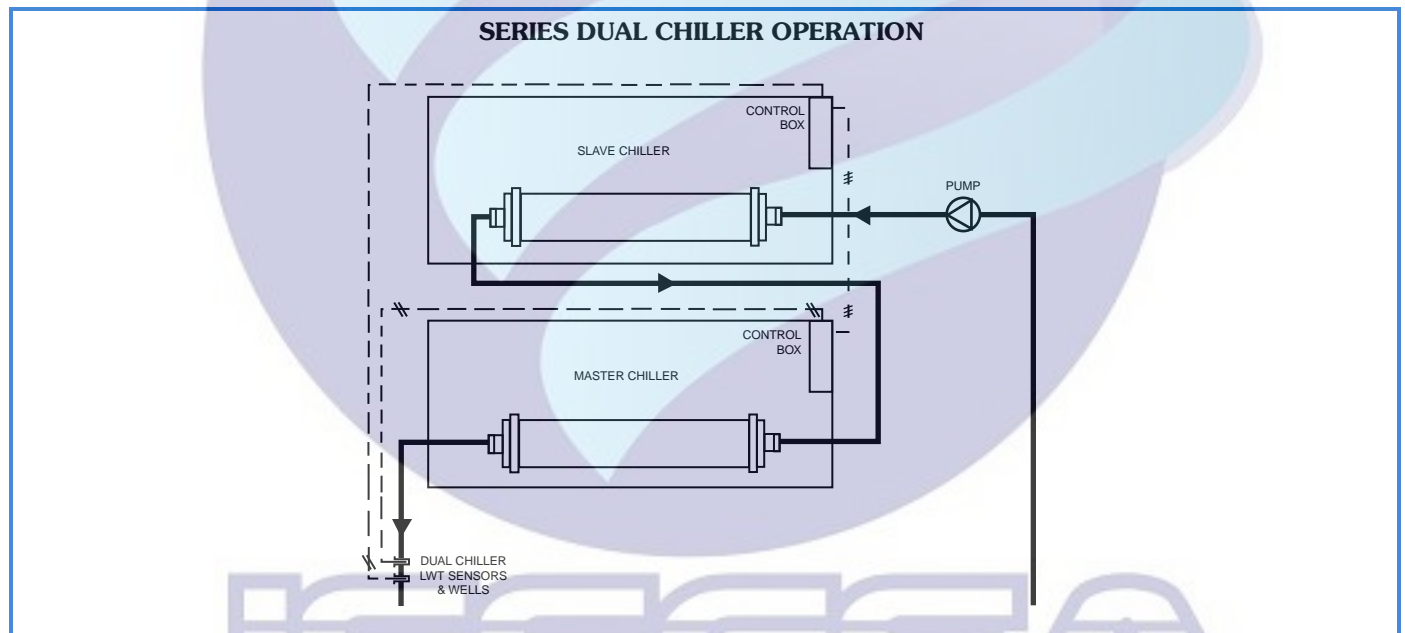 SERIES DUAL CHILLER OPERATION
CONTROL
BOX
SLAVE CHILLER
PUMP
CONTROL
BOX
MASTER CHILLER
DUAL CHILLER
LWT SENSORS
& WELLS